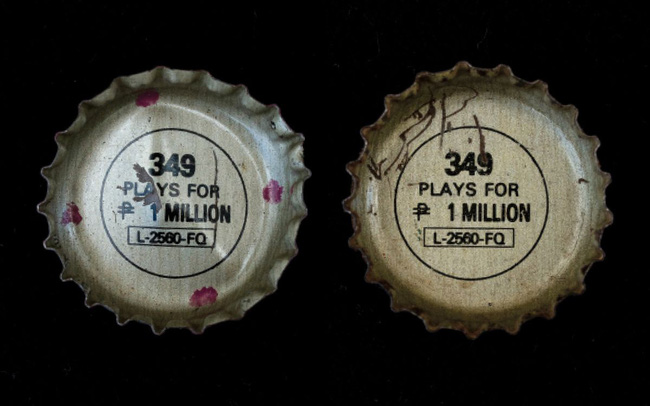 349
PLAYS FOR
₱ 1 MILLION
L-2560-FQ
349
PLAYS FOR
₱ 1 MILLION
L-2560-FQ